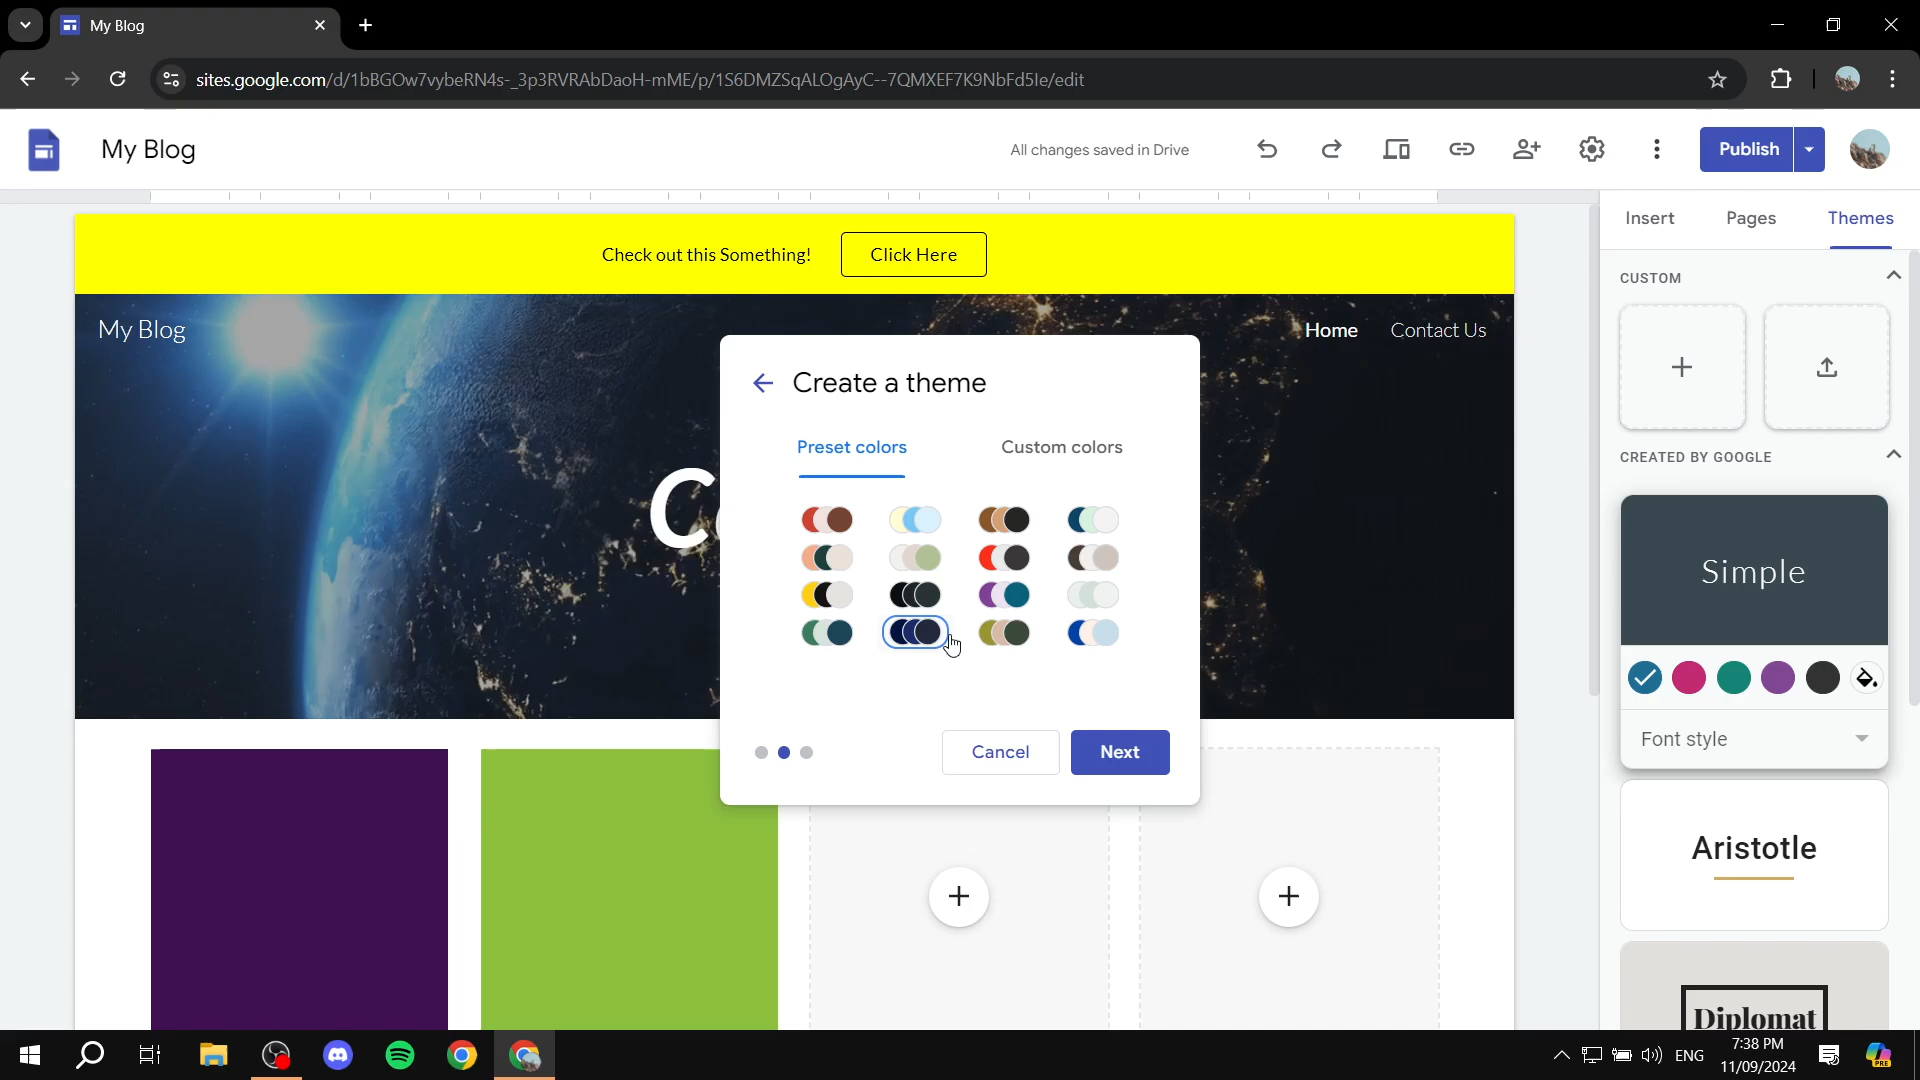 My Blog
sites.google.com/d/1bBGOw7vybeRN4s-_3p3RVRAbDaoH-mME/p/1S6DMZSqALOgAyC--7QMXEF7K9NbFd5Ie/edit
My Blog
All changes saved in Drive
Publish
Insert Pages Themes
Check out this Something! Click Here
CUSTOM
My Blog
Home Contact Us
Create a theme
Preset colors Custom colors
CREATED BY GOOGLE
Simple
Font style
Cancel Next
Aristotle
Diplomat
ENG
7:38 PM
11/09/2024
PRE